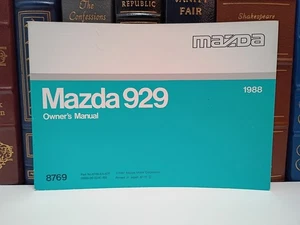 The
Confessions
REPUBLIC
VANITY
FAIR
Shakespeare
mazda
Mazda 929
1988
Owner's Manual
8769